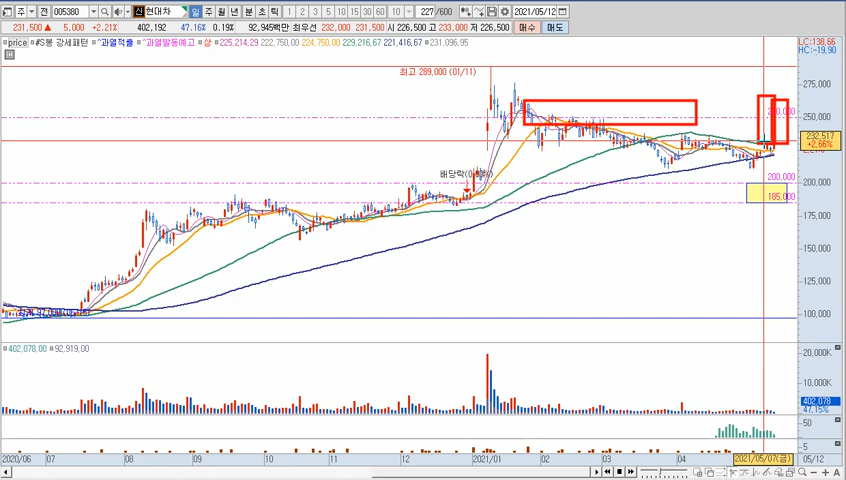 주 전 005380 과 신 현대차 일 주 월 년 분 초 틱 1 2 3 5 10 15 30 60 10 227 /600 2021/05/12
231,500 ▲ 5,000 +2.21% 402,192 47.16% 0.19% 92,945백만 최우선 232,000 231,500 시 226,500 고 233,000 저 226,500 매수 매도
price #S봉 강세패턴 ^과열적출 ^과열발동예고 상 225,214.29 222,750.00 224,750.00 229,216.67 221,416.67 231,096.95
LC:138.66
HC:-19.90
최고 289,000 (01/11)
275,000
250,000
232,517
+2.66%
배당락
200,000
200,000
185,000
175,000
150,000
125,000
100,000
402,078.00 92,919.00
20,000K
10,000K
402,078
47.15%
50
5
2020/06 07 08 09 10 11 12 2021/01 02 03 04 2021/05/07(금) 05/12